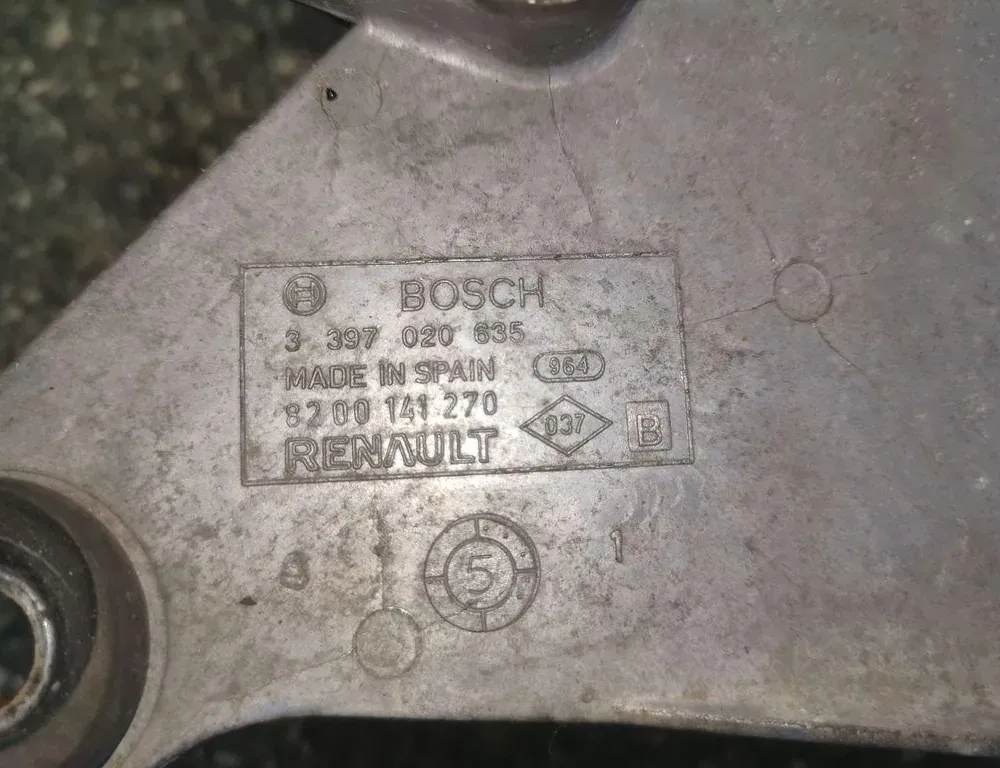 BOSCH
3 397 020 635
MADE IN SPAIN 964
8200 141 270
037 B
RENAULT
5
1